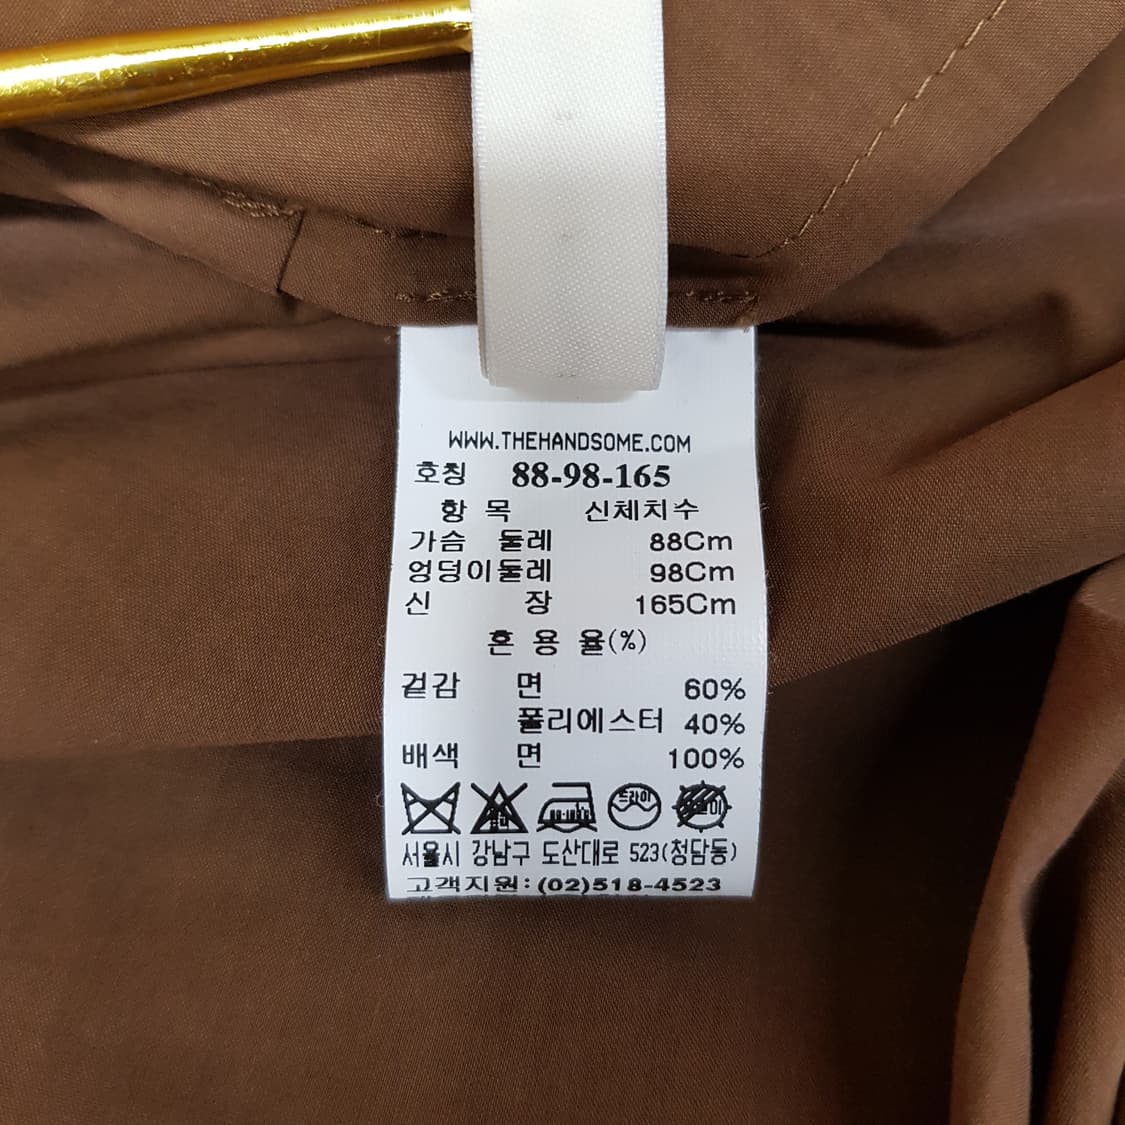 WWW.THEHANDSOME.COM
호칭 88-98-165
항 목 신체치수
가슴 둘레 88Cm
엉덩이둘레 98Cm
신 장 165Cm
혼 용 율(%)
겉감 면 60%
폴리에스터 40%
배색 면 100%
드라이
서울시 강남구 도산대로 523(청담동)
고객지원:(02)518-4523